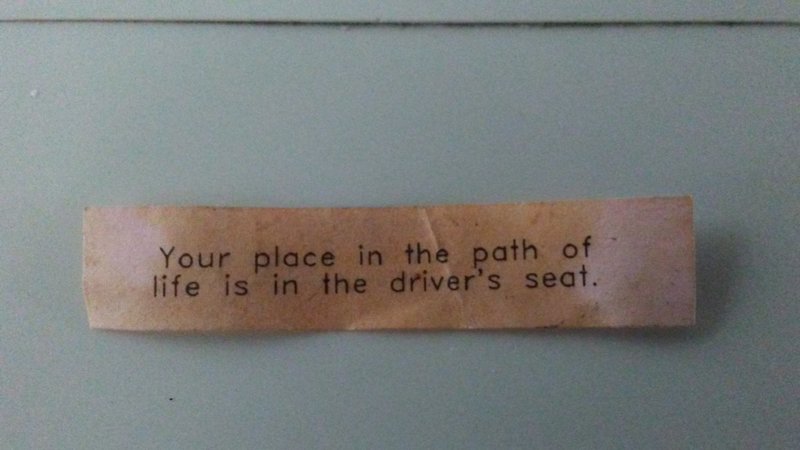 Your place in the path of
life is in the driver's seat.